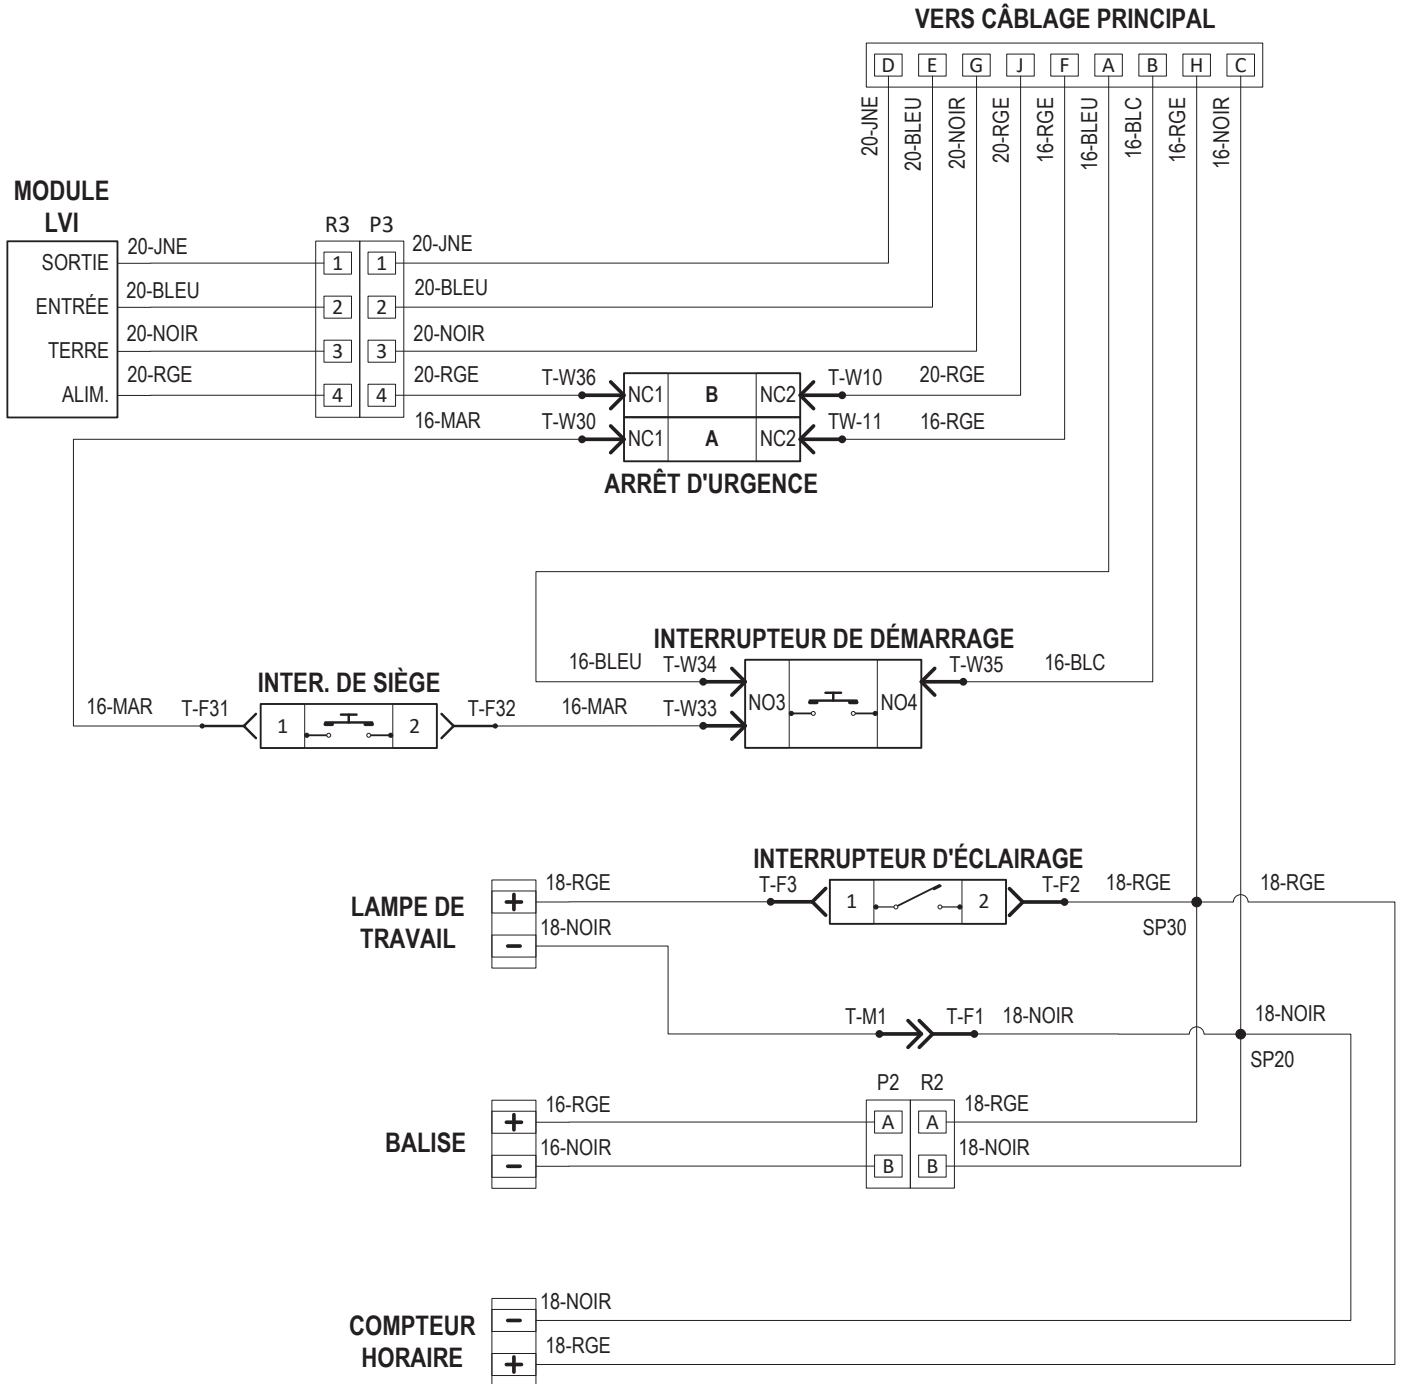 VERS CÂBLAGE PRINCIPAL
D E G J F A B H C
20-JNE
20-BLEU
20-NOIR
20-RGE
16-RGE
16-BLEU
16-BLC
16-RGE
16-NOIR
MODULE
LVI
R3 P3
SORTIE 20-JNE 1 1 20-JNE
ENTRÉE 20-BLEU 2 2 20-BLEU
TERRE 20-NOIR 3 3 20-NOIR
ALIM. 20-RGE 4 4 20-RGE T-W36 NC1 B NC2 T-W10 20-RGE
16-MAR T-W30 NC1 A NC2 TW-11 16-RGE
ARRÊT D'URGENCE
INTERRUPTEUR DE DÉMARRAGE
16-BLEU T-W34 T-W35 16-BLC
NO3 NO4
INTER. DE SIÈGE
16-MAR T-F31 1 2 T-F32 16-MAR T-W33
INTERRUPTEUR D'ÉCLAIRAGE
LAMPE DE
TRAVAIL
+ 18-RGE T-F3 1 2 T-F2 18-RGE 18-RGE
SP30
- 18-NOIR
T-M1 T-F1 18-NOIR 18-NOIR
SP20
P2 R2
BALISE
+ 16-RGE A A 18-RGE
- 16-NOIR B B 18-NOIR
COMPTEUR
HORAIRE
- 18-NOIR
+ 18-RGE